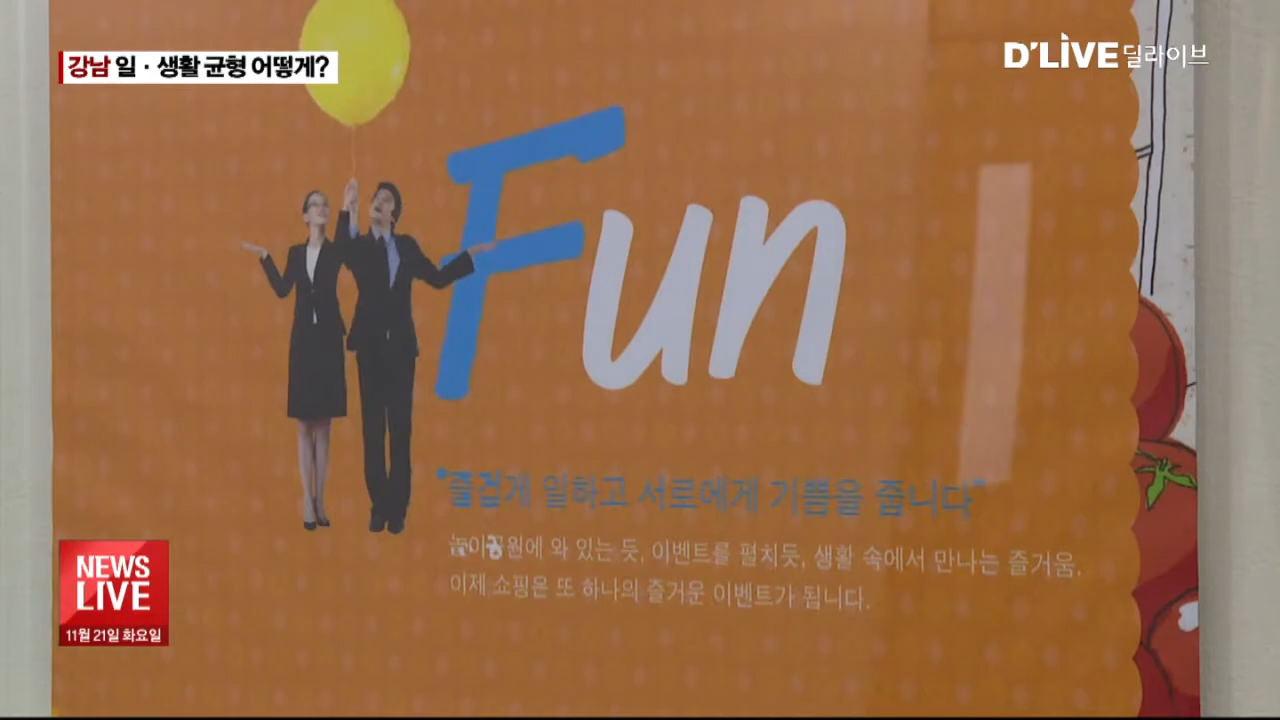 강남 일·생활 균형 어떻게?
D'LIVE 딜라이브
Fun
"즐겁게 일하고 서로에게 기쁨을 줍니다"
놀이공원에 와 있는 듯, 이벤트를 펼치듯, 생활 속에서 만나는 즐거움.
이제 쇼핑은 또 하나의 즐거운 이벤트가 됩니다.
NEWS
LIVE
11월 21일 화요일